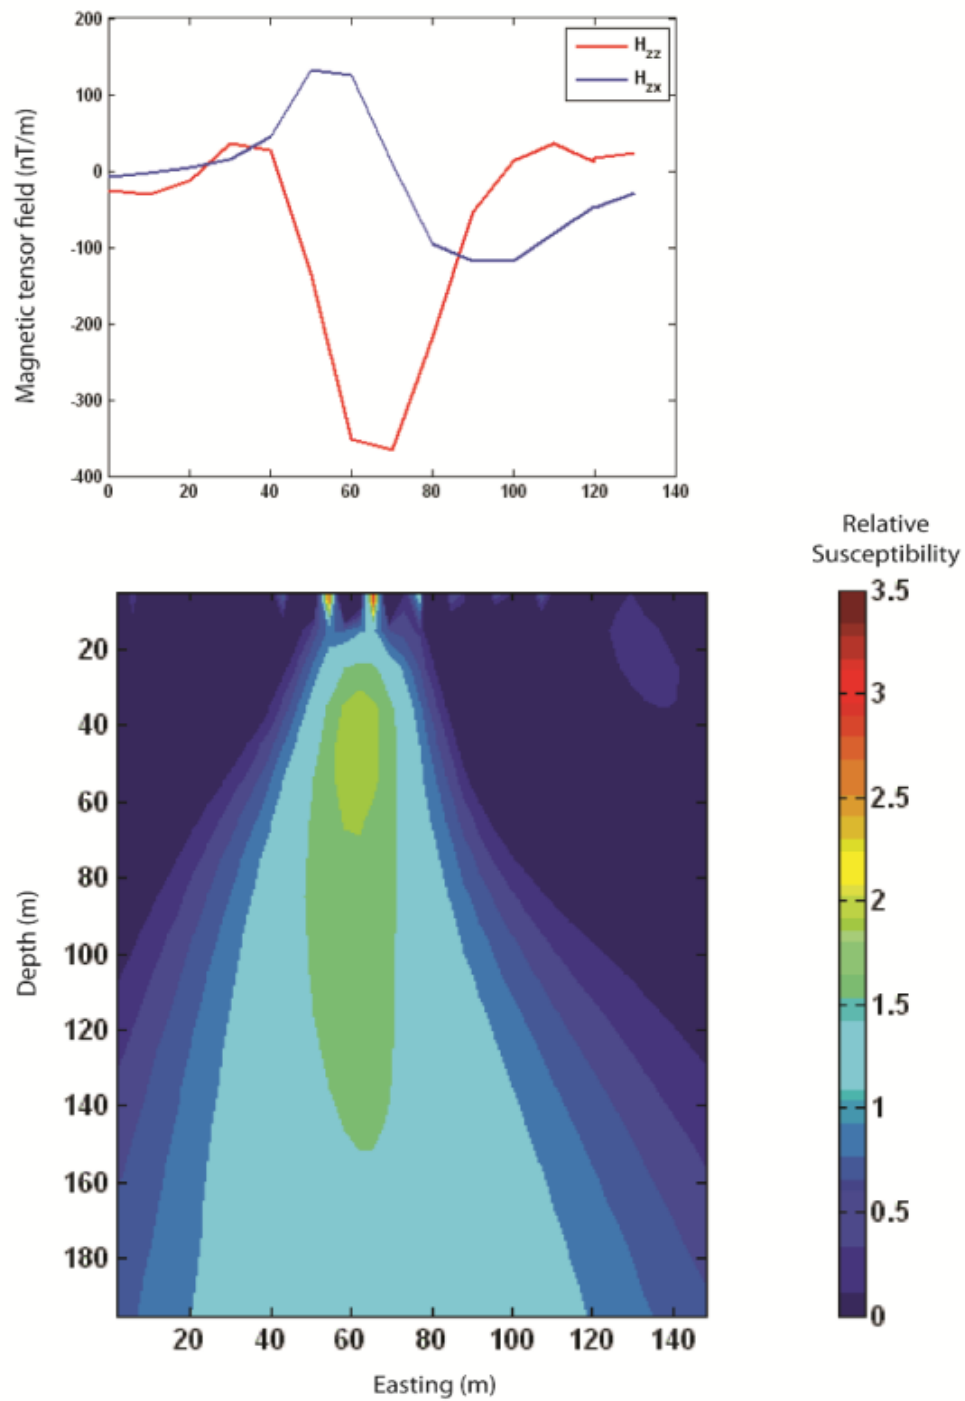 200
100
0
-100
-200
-300
-400
Magnetic tensor field (nT/m)
Hzz
Hzx
0 20 40 60 80 100 120 140
Relative
Susceptibility
3.5
3
2.5
2
1.5
1
0.5
0
20
40
60
80
100
120
140
160
180
Depth (m)
20 40 60 80 100 120 140
Easting (m)